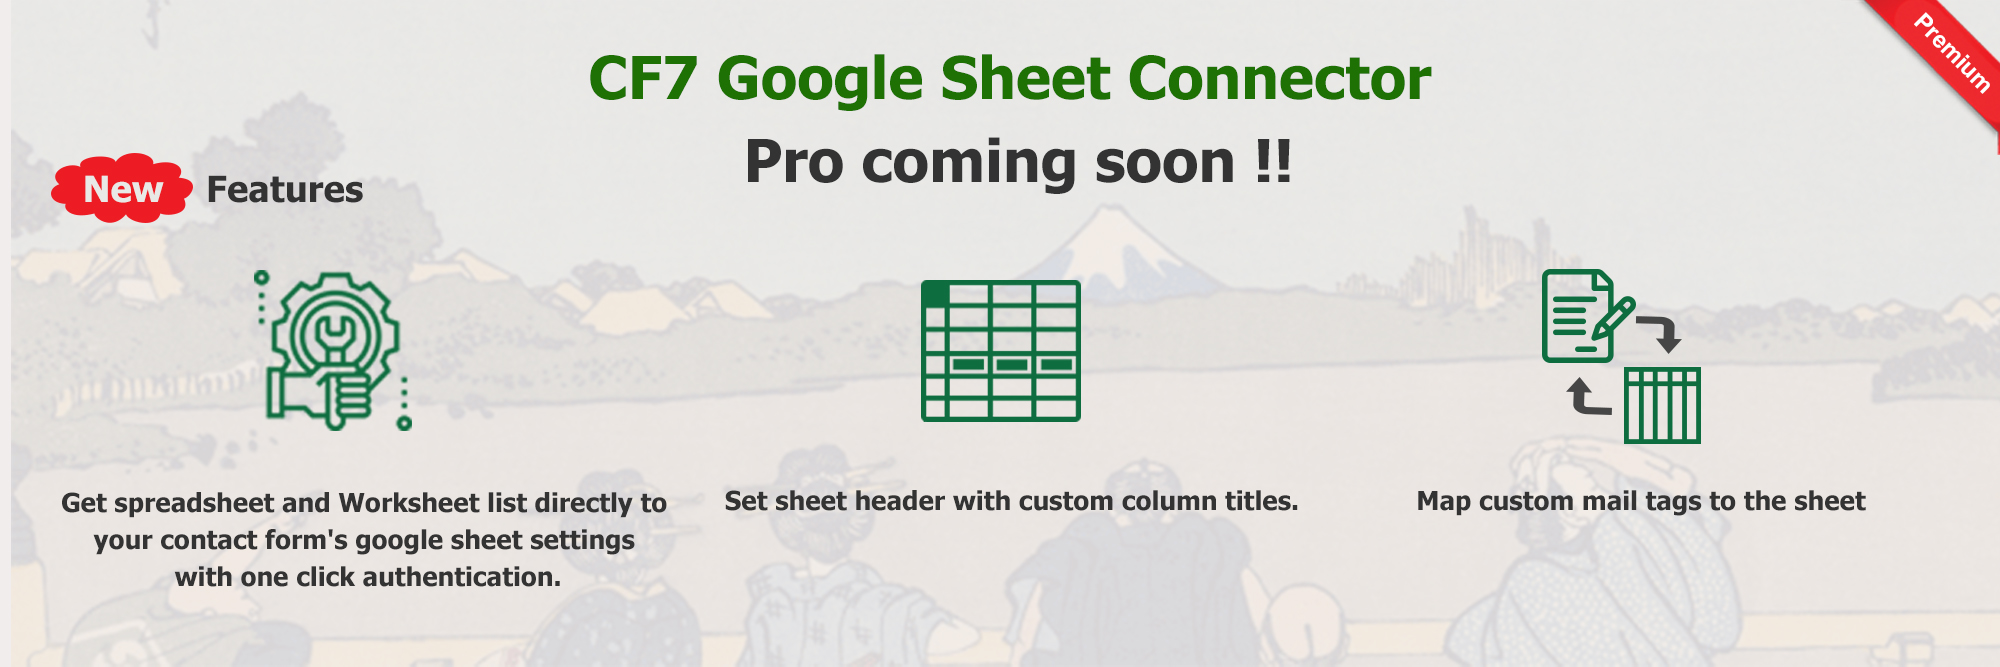 CF7 Google Sheet Connector
Pro coming soon !!
Premium
New Features
Get spreadsheet and Worksheet list directly to
your contact form's google sheet settings
with one click authentication.
Set sheet header with custom column titles.
Map custom mail tags to the sheet